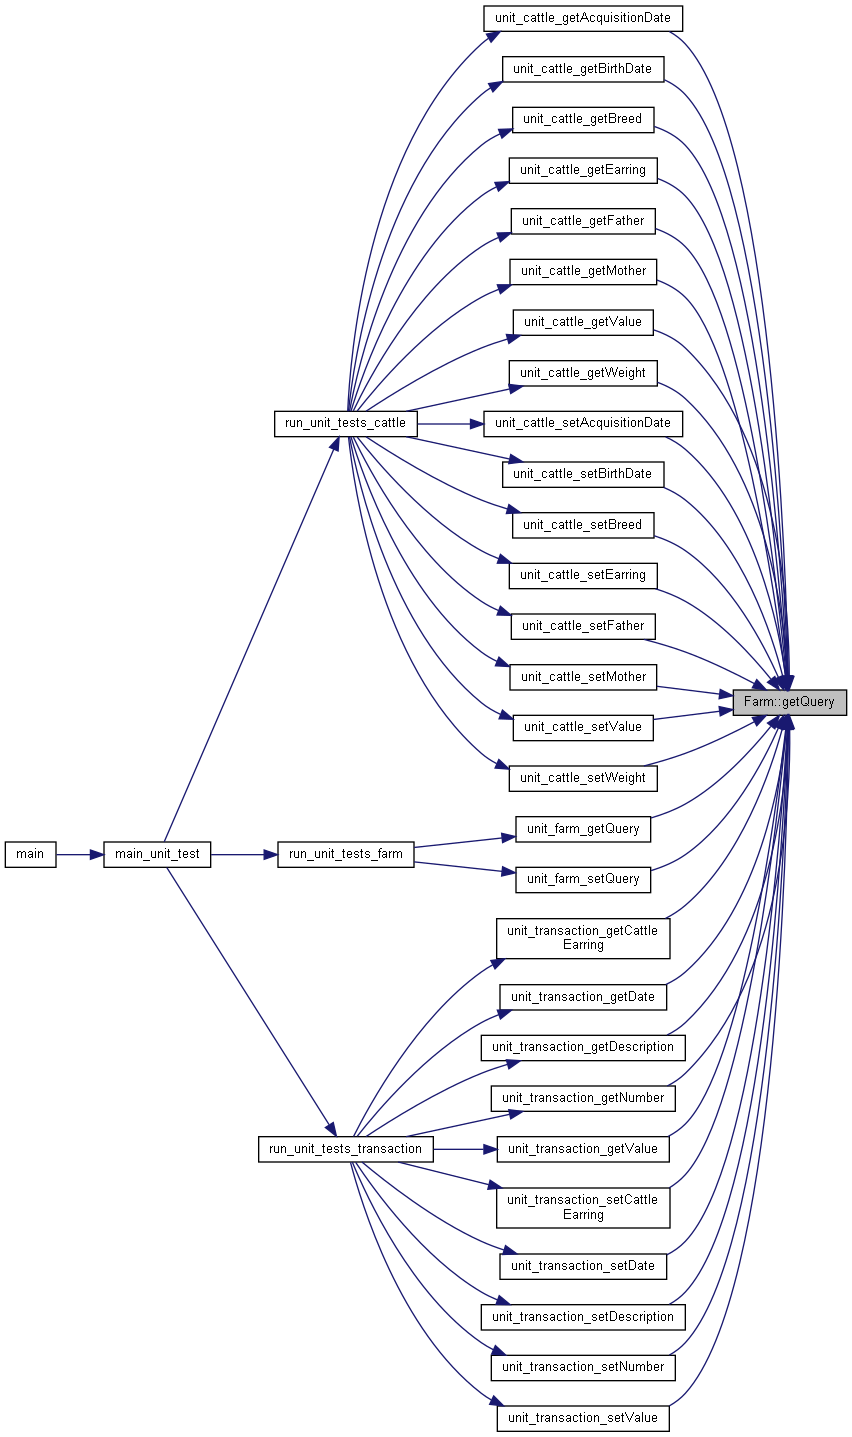 unit_cattle_getAcquisitionDate
unit_cattle_getBirthDate
unit_cattle_getBreed
unit_cattle_getEarring
unit_cattle_getFather
unit_cattle_getMother
unit_cattle_getValue
unit_cattle_getWeight
run_unit_tests_cattle
unit_cattle_setAcquisitionDate
unit_cattle_setBirthDate
unit_cattle_setBreed
unit_cattle_setEarring
unit_cattle_setFather
unit_cattle_setMother
Farm::getQuery
unit_cattle_setValue
unit_cattle_setWeight
unit_farm_getQuery
main
main_unit_test
run_unit_tests_farm
unit_farm_setQuery
unit_transaction_getCattle
Earring
unit_transaction_getDate
unit_transaction_getDescription
unit_transaction_getNumber
run_unit_tests_transaction
unit_transaction_getValue
unit_transaction_setCattle
Earring
unit_transaction_setDate
unit_transaction_setDescription
unit_transaction_setNumber
unit_transaction_setValue